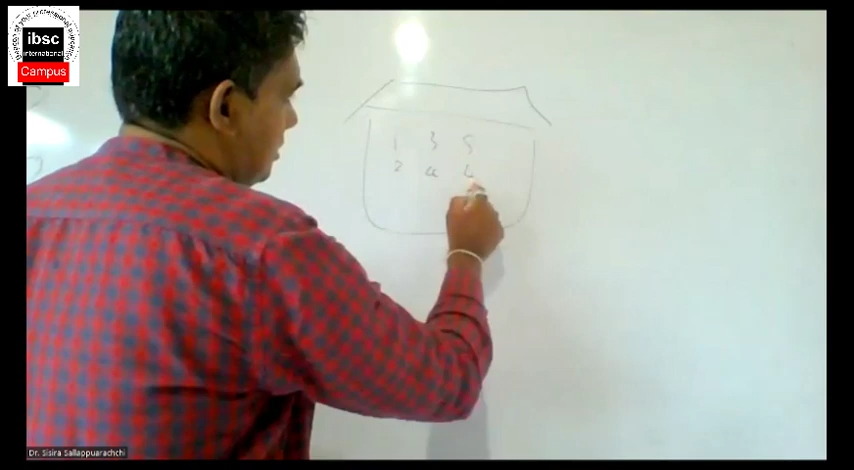 ibsc
international
Campus
1 3 5
2 4 6
Dr. Sisira Sallappuarachchi